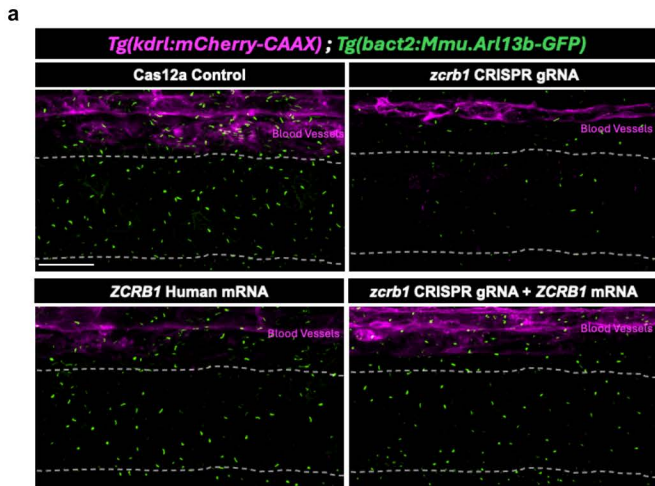 a
Tg(kdrl:mCherry-CAAX) ; Tg(bact2:Mmu.Arl13b-GFP)
Cas12a Control
zcrb1 CRISPR gRNA
Blood Vessels
Blood Vessels
ZCRB1 Human mRNA
zcrb1 CRISPR gRNA + ZCRB1 mRNA
Blood Vessels
Blood Vessels